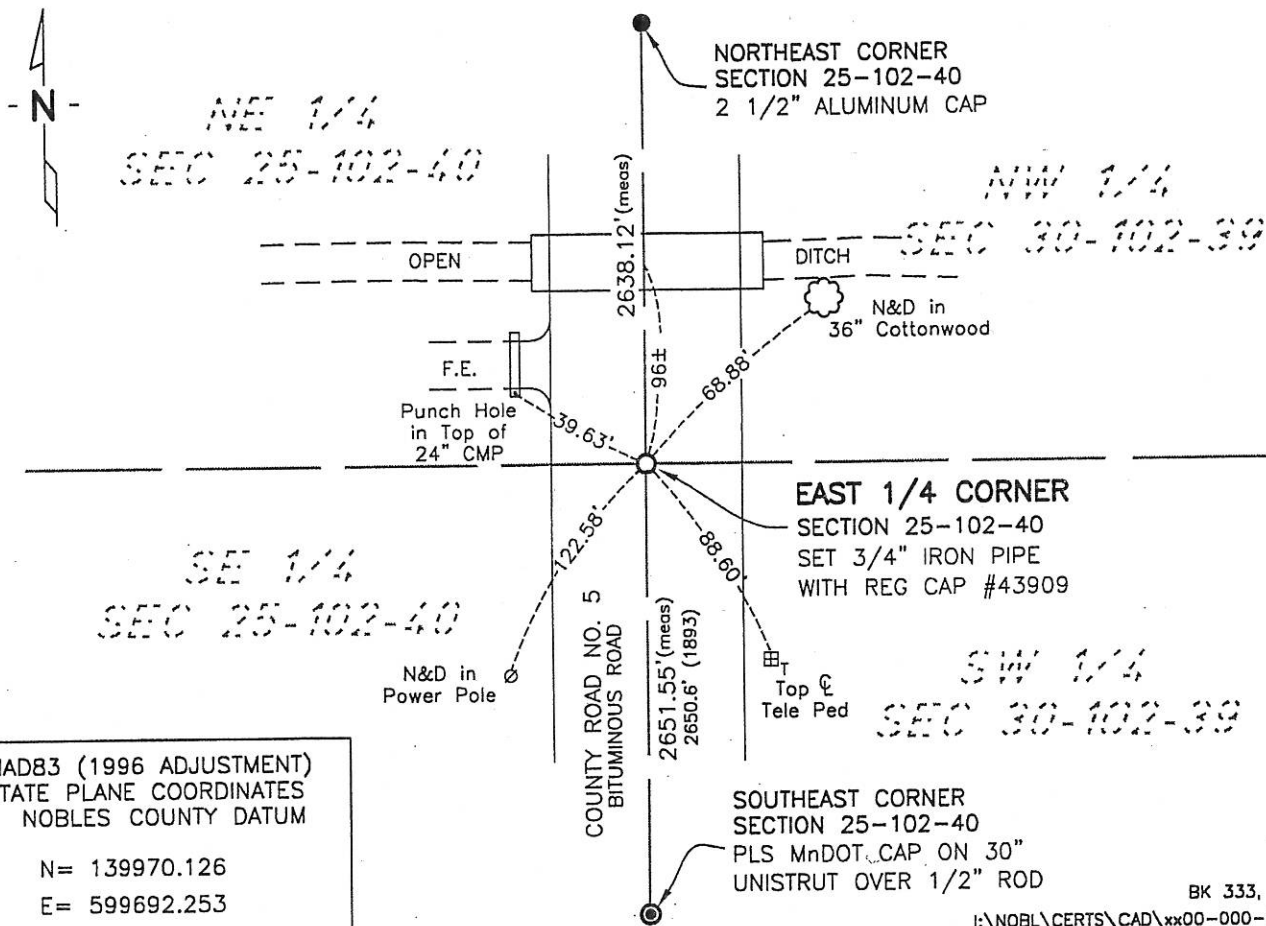 NORTHEAST CORNER
SECTION 25-102-40
2 1/2" ALUMINUM CAP
- N -
NE 1/4
SEC 25-102-40
NW 1/4
SEC 30-102-39
2638.12' (meas)
OPEN
DITCH
N&D in
36" Cottonwood
F.E.
96±
68.88'
Punch Hole
in Top of
24" CMP
39.63'
EAST 1/4 CORNER
SECTION 25-102-40
SET 3/4" IRON PIPE
WITH REG CAP #43909
122.58'
88.60'
SE 1/4
SEC 25-102-40
COUNTY ROAD NO. 5
BITUMINOUS ROAD
2651.55' (meas)
2650.6' (1893)
N&D in
Power Pole
T
Top ℄
Tele Ped
SW 1/4
SEC 30-102-39
NAD83 (1996 ADJUSTMENT)
STATE PLANE COORDINATES
NOBLES COUNTY DATUM
N= 139970.126
E= 599692.253
SOUTHEAST CORNER
SECTION 25-102-40
PLS MnDOT CAP ON 30"
UNISTRUT OVER 1/2" ROD
BK 333,
I:\NOBL\CERTS\CAD\xx00-000-